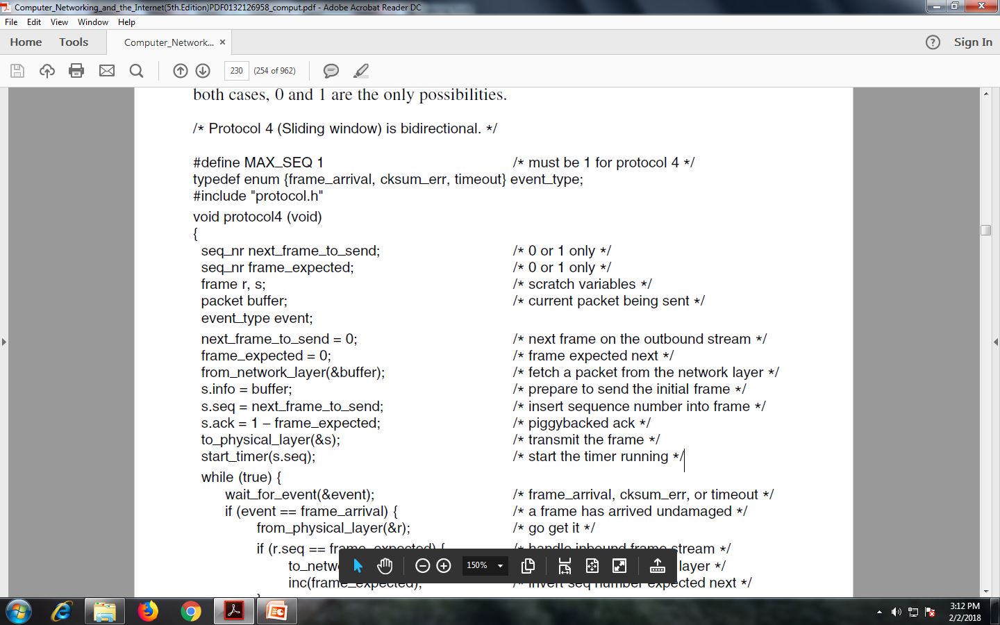 Computer_Networking_and_the_Internet(5th.Edition)PDF0132126958_comput.pdf - Adobe Acrobat Reader DC
File Edit View Window Help
Home Tools Computer_Network... × ? Sign In
230 (254 of 962)
both cases, 0 and 1 are the only possibilities.
/* Protocol 4 (Sliding window) is bidirectional. */
#define MAX_SEQ 1 /* must be 1 for protocol 4 */
typedef enum {frame_arrival, cksum_err, timeout} event_type;
#include "protocol.h"
void protocol4 (void)
{
seq_nr next_frame_to_send; /* 0 or 1 only */
seq_nr frame_expected; /* 0 or 1 only */
frame r, s; /* scratch variables */
packet buffer; /* current packet being sent */
event_type event;
next_frame_to_send = 0; /* next frame on the outbound stream */
frame_expected = 0; /* frame expected next */
from_network_layer(&buffer); /* fetch a packet from the network layer */
s.info = buffer; /* prepare to send the initial frame */
s.seq = next_frame_to_send; /* insert sequence number into frame */
s.ack = 1 – frame_expected; /* piggybacked ack */
to_physical_layer(&s); /* transmit the frame */
start_timer(s.seq); /* start the timer running */
while (true) {
wait_for_event(&event); /* frame_arrival, cksum_err, or timeout */
if (event == frame_arrival) { /* a frame has arrived undamaged */
from_physical_layer(&r); /* go get it */
if (r.seq == frame_expected) { /* handle inbound frame stream */
to_netw layer */
inc(frame_expected); /* invert seq number expected next */
150%
3:12 PM
2/2/2018